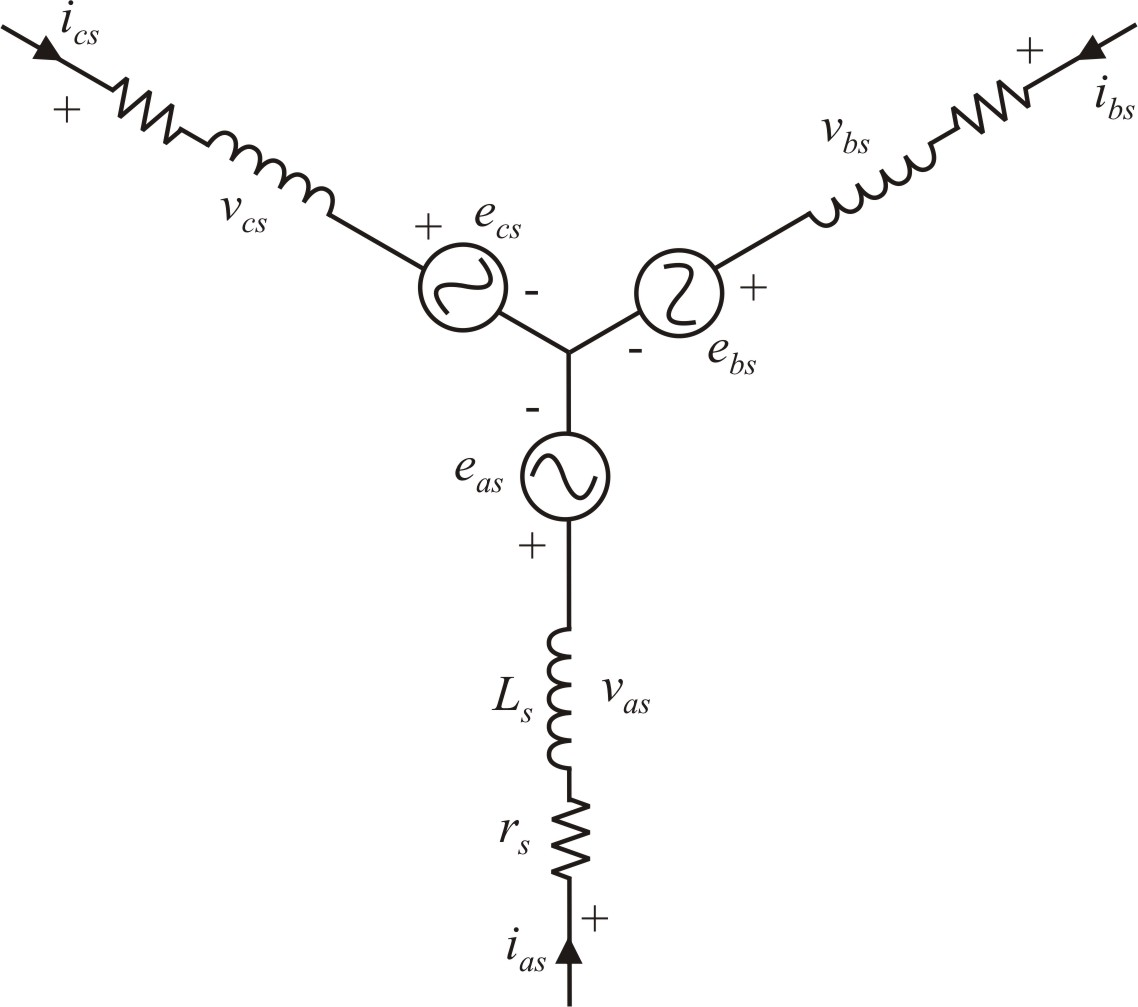 i_cs
+
+
i_bs
v_bs
v_cs
+
e_cs
-
+
-
e_bs
-
e_as
+
L_s
v_as
r_s
+
i_as